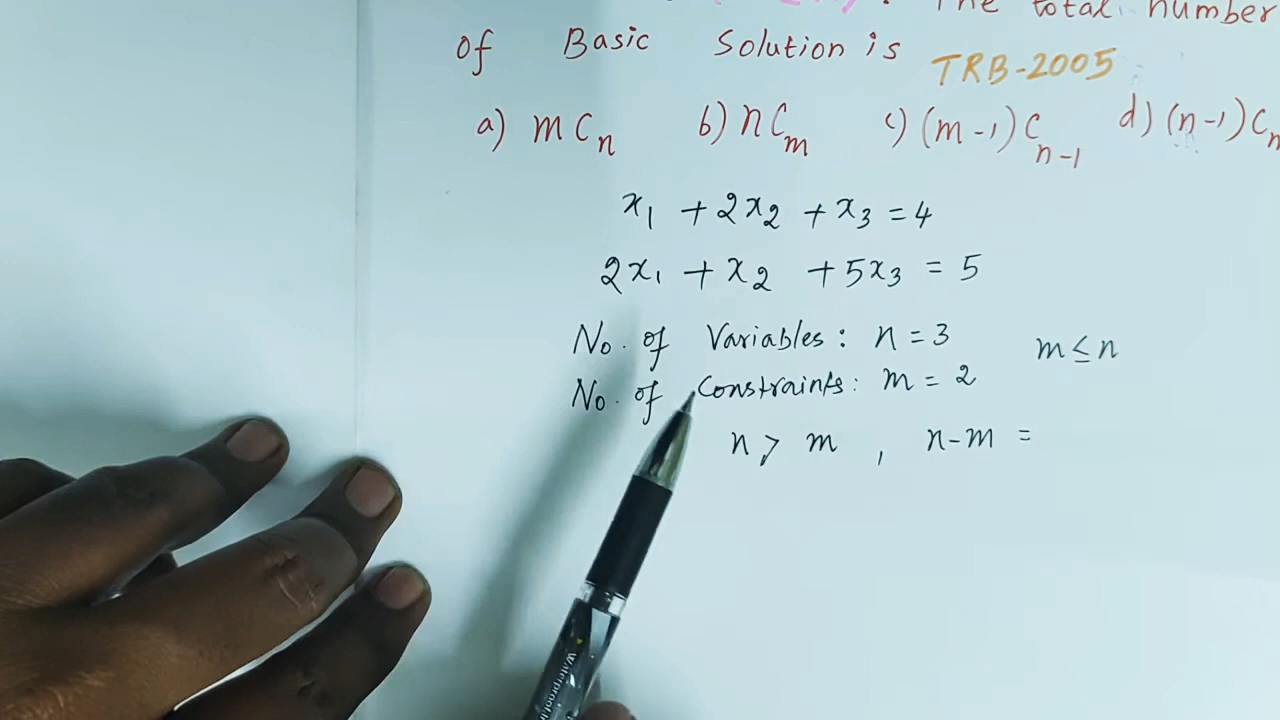 The total number
of Basic Solution is TRB-2005
a) mCn b) nCm c) (m-1)Cn-1 d) (n-1)Cn
x1 + 2x2 + x3 = 4
2x1 + x2 + 5x3 = 5
No. of Variables: n = 3 m ≤ n
No. of Constraints: m = 2
n > m , n-m =
Waterproof